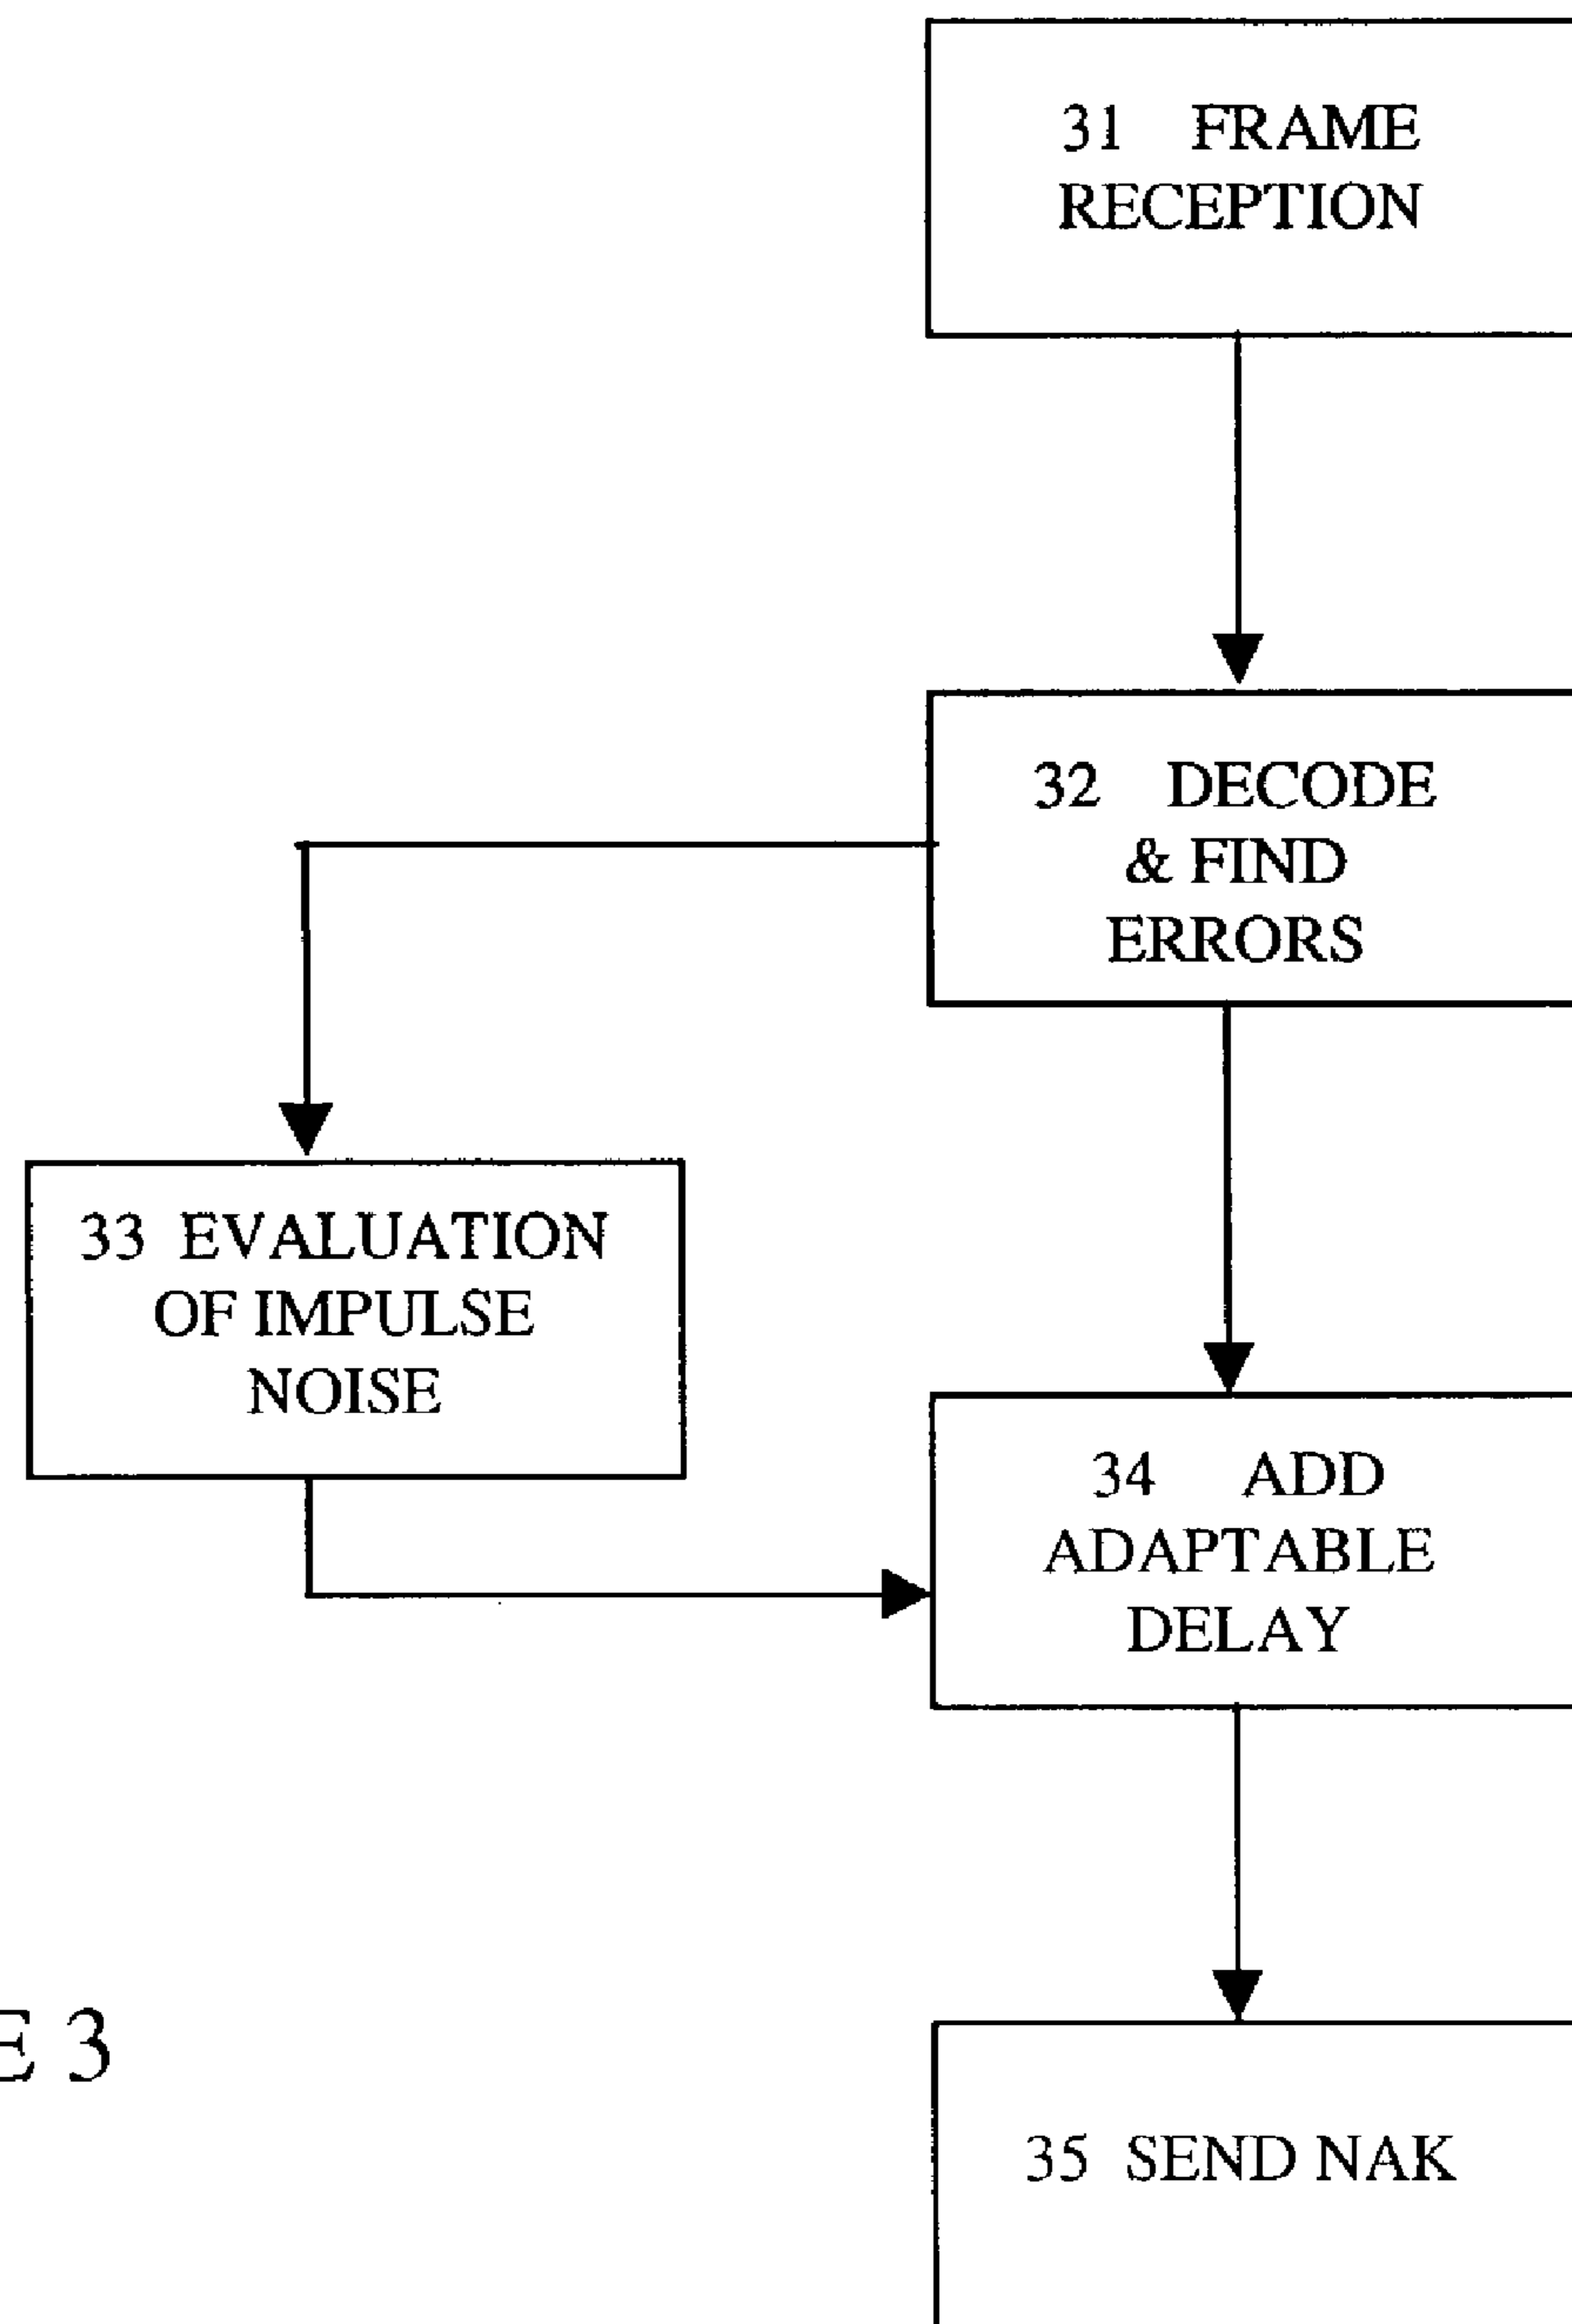 31 FRAME
RECEPTION
32 DECODE
& FIND
ERRORS
33 EVALUATION
OF IMPULSE
NOISE
34 ADD
ADAPTABLE
DELAY
E 3
35 SEND NAK